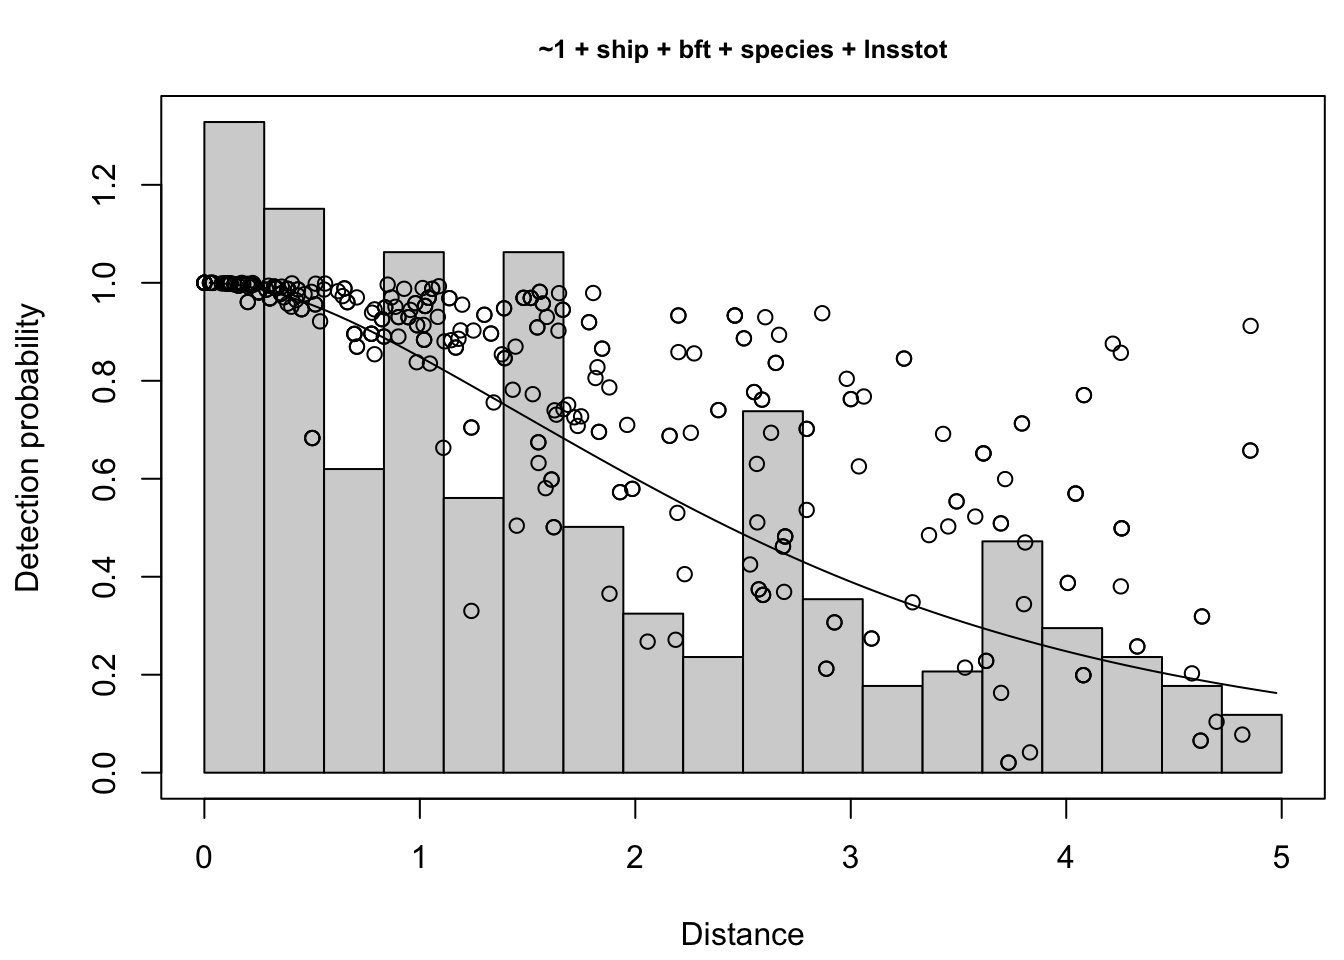 ~1 + ship + bft + species + lnsstot
Detection probability
1.2
1.0
0.8
0.6
0.4
0.2
0.0
0 1 2 3 4 5
Distance